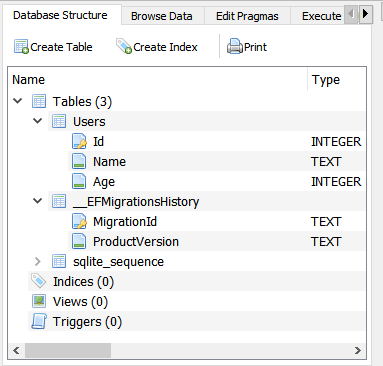 Database Structure Browse Data Edit Pragmas Execute
Create Table Create Index Print
Name Type
Tables (3)
Users
Id INTEGER
Name TEXT
Age INTEGER
__EFMigrationsHistory
MigrationId TEXT
ProductVersion TEXT
sqlite_sequence
Indices (0)
Views (0)
Triggers (0)